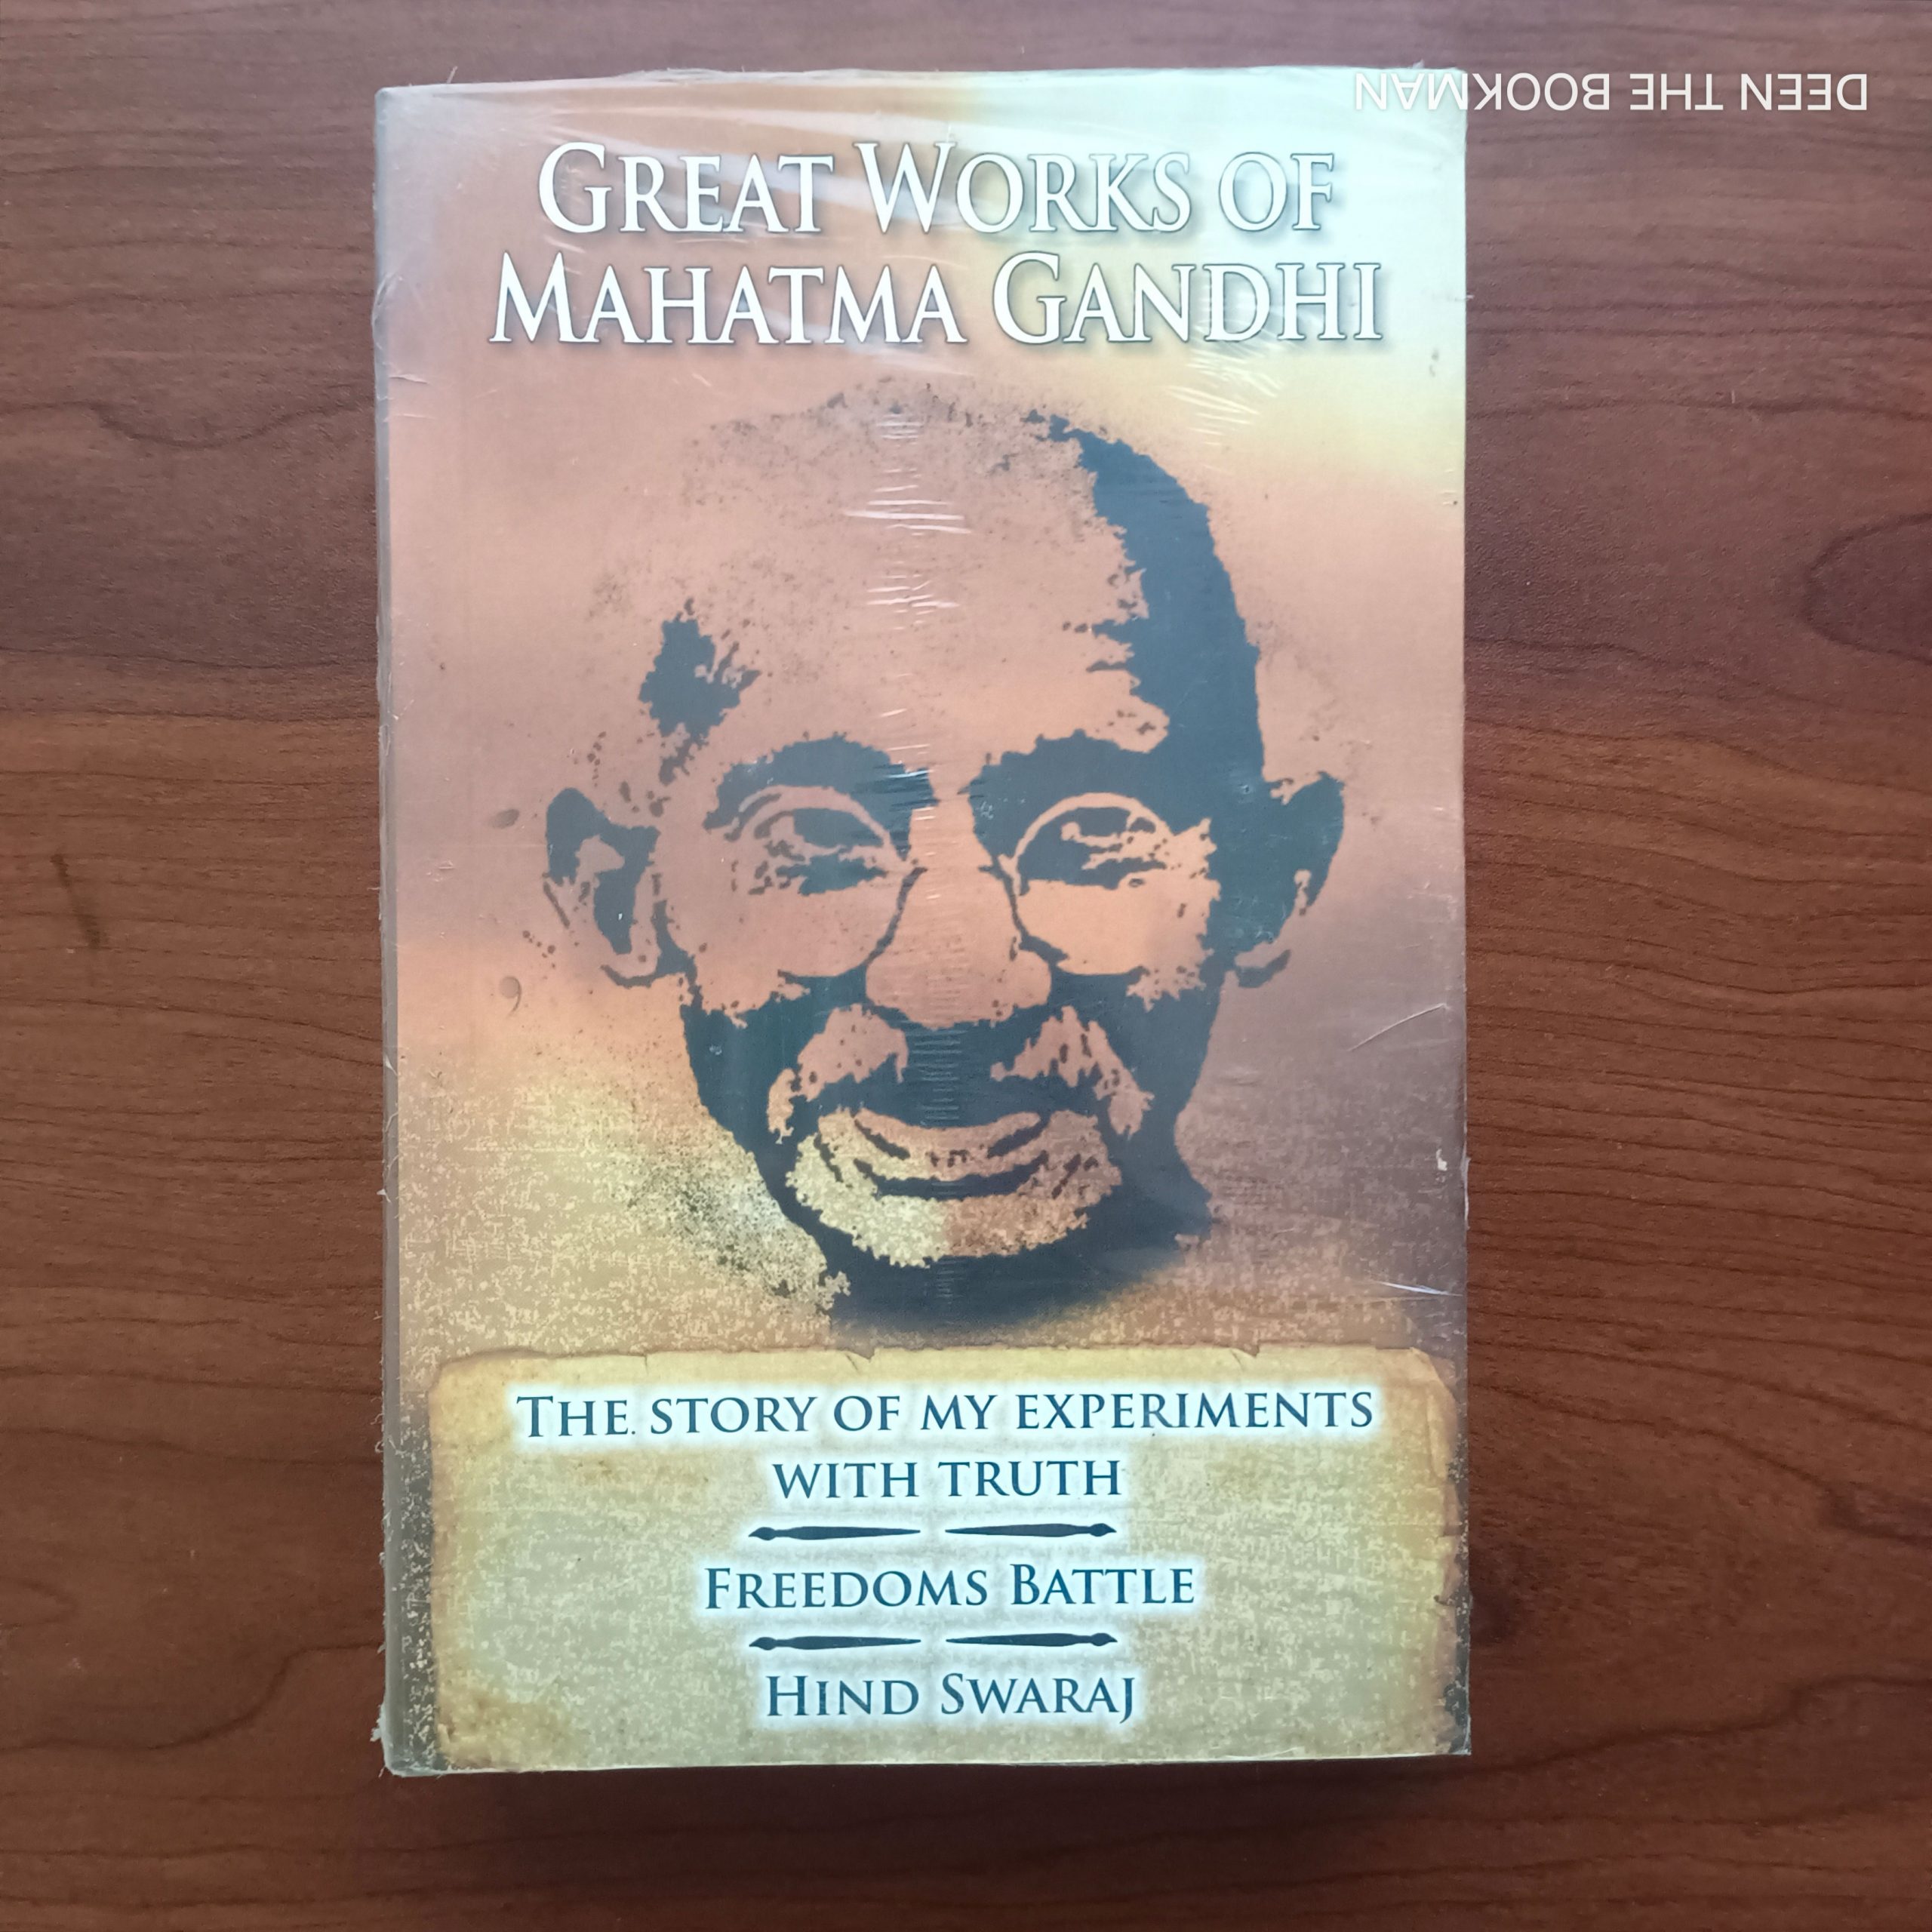 DEEN THE BOOKMAN
GREAT WORKS OF
MAHATMA GANDHI
THE STORY OF MY EXPERIMENTS
WITH TRUTH
FREEDOMS BATTLE
HIND SWARAJ